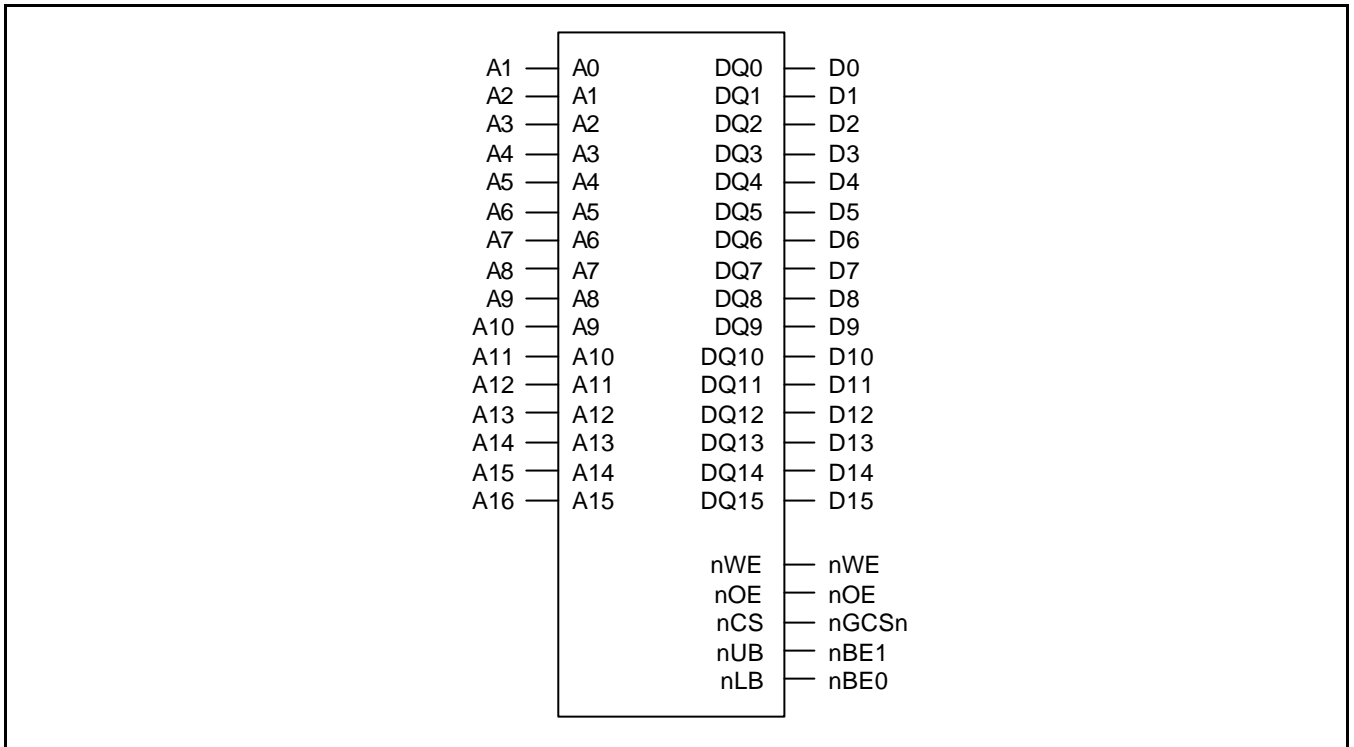 A1 A0 DQ0 D0
A2 A1 DQ1 D1
A3 A2 DQ2 D2
A4 A3 DQ3 D3
A5 A4 DQ4 D4
A6 A5 DQ5 D5
A7 A6 DQ6 D6
A8 A7 DQ7 D7
A9 A8 DQ8 D8
A10 A9 DQ9 D9
A11 A10 DQ10 D10
A12 A11 DQ11 D11
A13 A12 DQ12 D12
A14 A13 DQ13 D13
A15 A14 DQ14 D14
A16 A15 DQ15 D15
nWE nWE
nOE nOE
nCS nGCSn
nUB nBE1
nLB nBE0